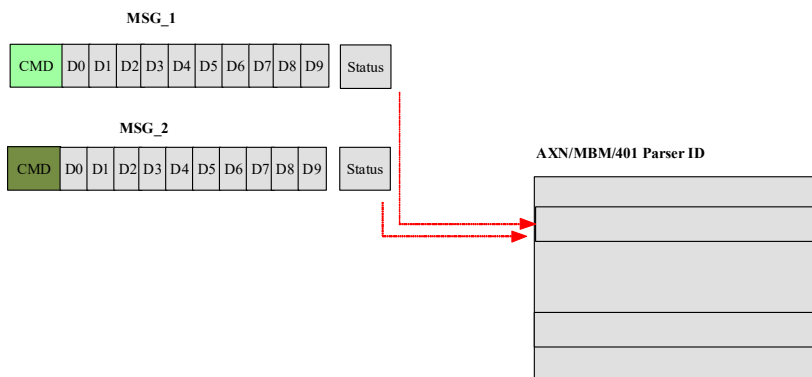 MSG_1
CMD D0 D1 D2 D3 D4 D5 D6 D7 D8 D9 Status
MSG_2
CMD D0 D1 D2 D3 D4 D5 D6 D7 D8 D9 Status
AXN/MBM/401 Parser ID